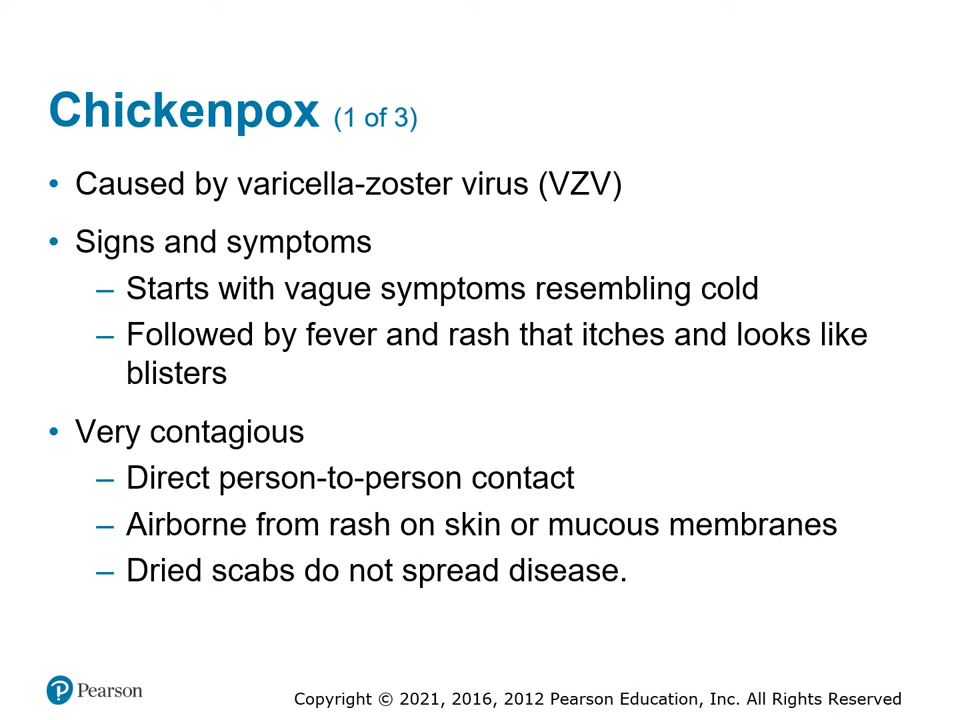 Chickenpox (1 of 3)
• Caused by varicella-zoster virus (VZV)
• Signs and symptoms
– Starts with vague symptoms resembling cold
– Followed by fever and rash that itches and looks like
blisters
• Very contagious
– Direct person-to-person contact
– Airborne from rash on skin or mucous membranes
– Dried scabs do not spread disease.
Pearson
Copyright © 2021, 2016, 2012 Pearson Education, Inc. All Rights Reserved